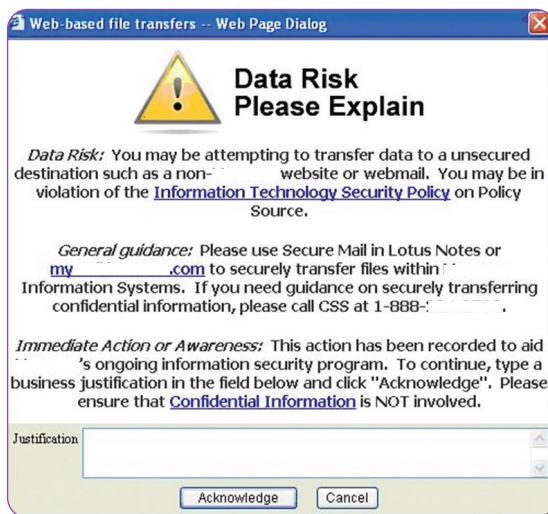 Web-based file transfers -- Web Page Dialog
Data Risk
Please Explain
Data Risk: You may be attempting to transfer data to a unsecured
destination such as a non- website or webmail. You may be in
violation of the Information Technology Security Policy on Policy
Source.
General guidance: Please use Secure Mail in Lotus Notes or
my .com to securely transfer files within
Information Systems. If you need guidance on securely transferring
confidential information, please call CSS at 1-888- .
Immediate Action or Awareness: This action has been recorded to aid
's ongoing information security program. To continue, type a
business justification in the field below and click "Acknowledge". Please
ensure that Confidential Information is NOT involved.
Justification
Acknowledge Cancel